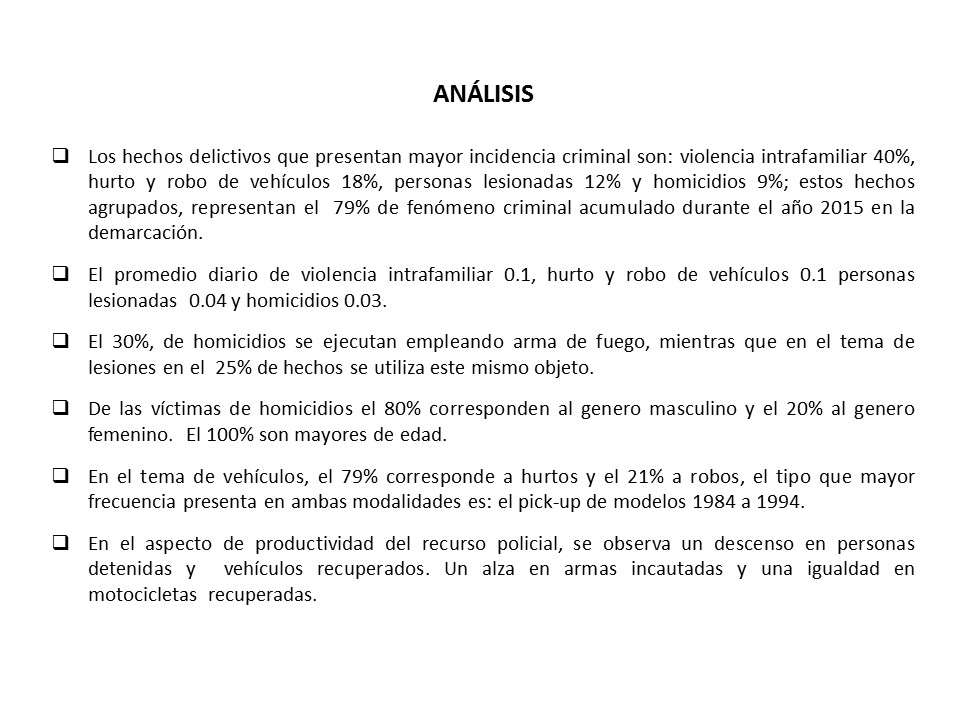 ANÁLISIS
Los hechos delictivos que presentan mayor incidencia criminal son: violencia intrafamiliar 40%,
hurto y robo de vehículos 18%, personas lesionadas 12% y homicidios 9%; estos hechos
agrupados, representan el 79% de fenómeno criminal acumulado durante el año 2015 en la
demarcación.
El promedio diario de violencia intrafamiliar 0.1, hurto y robo de vehículos 0.1 personas
lesionadas 0.04 y homicidios 0.03.
El 30%, de homicidios se ejecutan empleando arma de fuego, mientras que en el tema de
lesiones en el 25% de hechos se utiliza este mismo objeto.
De las víctimas de homicidios el 80% corresponden al genero masculino y el 20% al genero
femenino. El 100% son mayores de edad.
En el tema de vehículos, el 79% corresponde a hurtos y el 21% a robos, el tipo que mayor
frecuencia presenta en ambas modalidades es: el pick-up de modelos 1984 a 1994.
En el aspecto de productividad del recurso policial, se observa un descenso en personas
detenidas y vehículos recuperados. Un alza en armas incautadas y una igualdad en
motocicletas recuperadas.